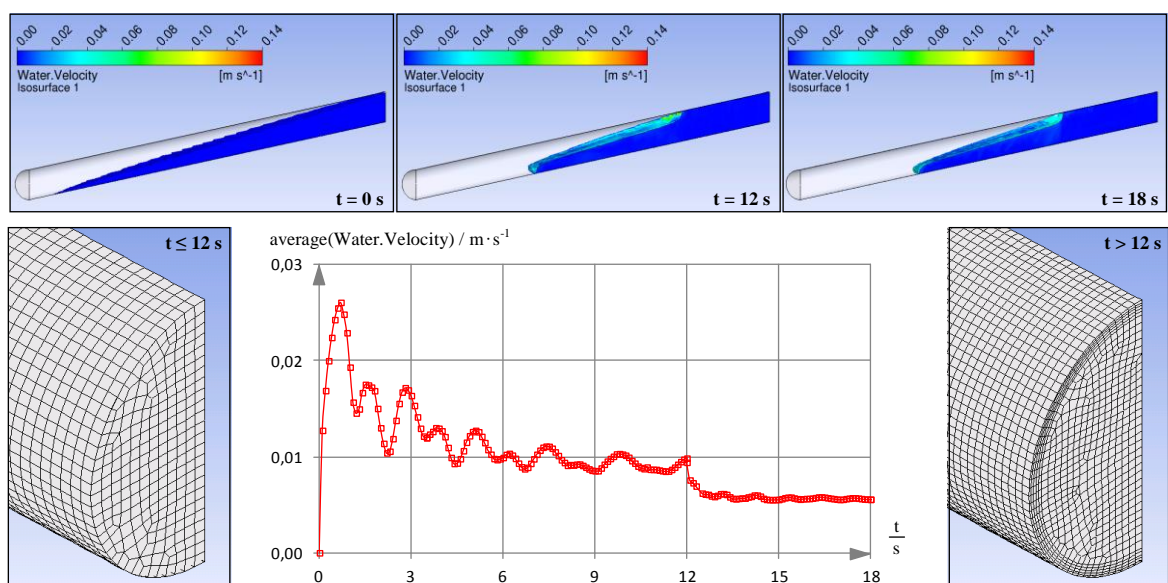 0.00 0.02 0.04 0.06 0.08 0.10 0.12 0.14
Water.Velocity [m s^-1]
Isosurface 1
t = 0 s
0.00 0.02 0.04 0.06 0.08 0.10 0.12 0.14
Water.Velocity [m s^-1]
Isosurface 1
t = 12 s
0.00 0.02 0.04 0.06 0.08 0.10 0.12 0.14
Water.Velocity [m s^-1]
Isosurface 1
t = 18 s
t ≤ 12 s
average(Water.Velocity) / m·s⁻¹
0,03
0,02
0,01
0,00
0 3 6 9 12 15 18
t
s
t > 12 s